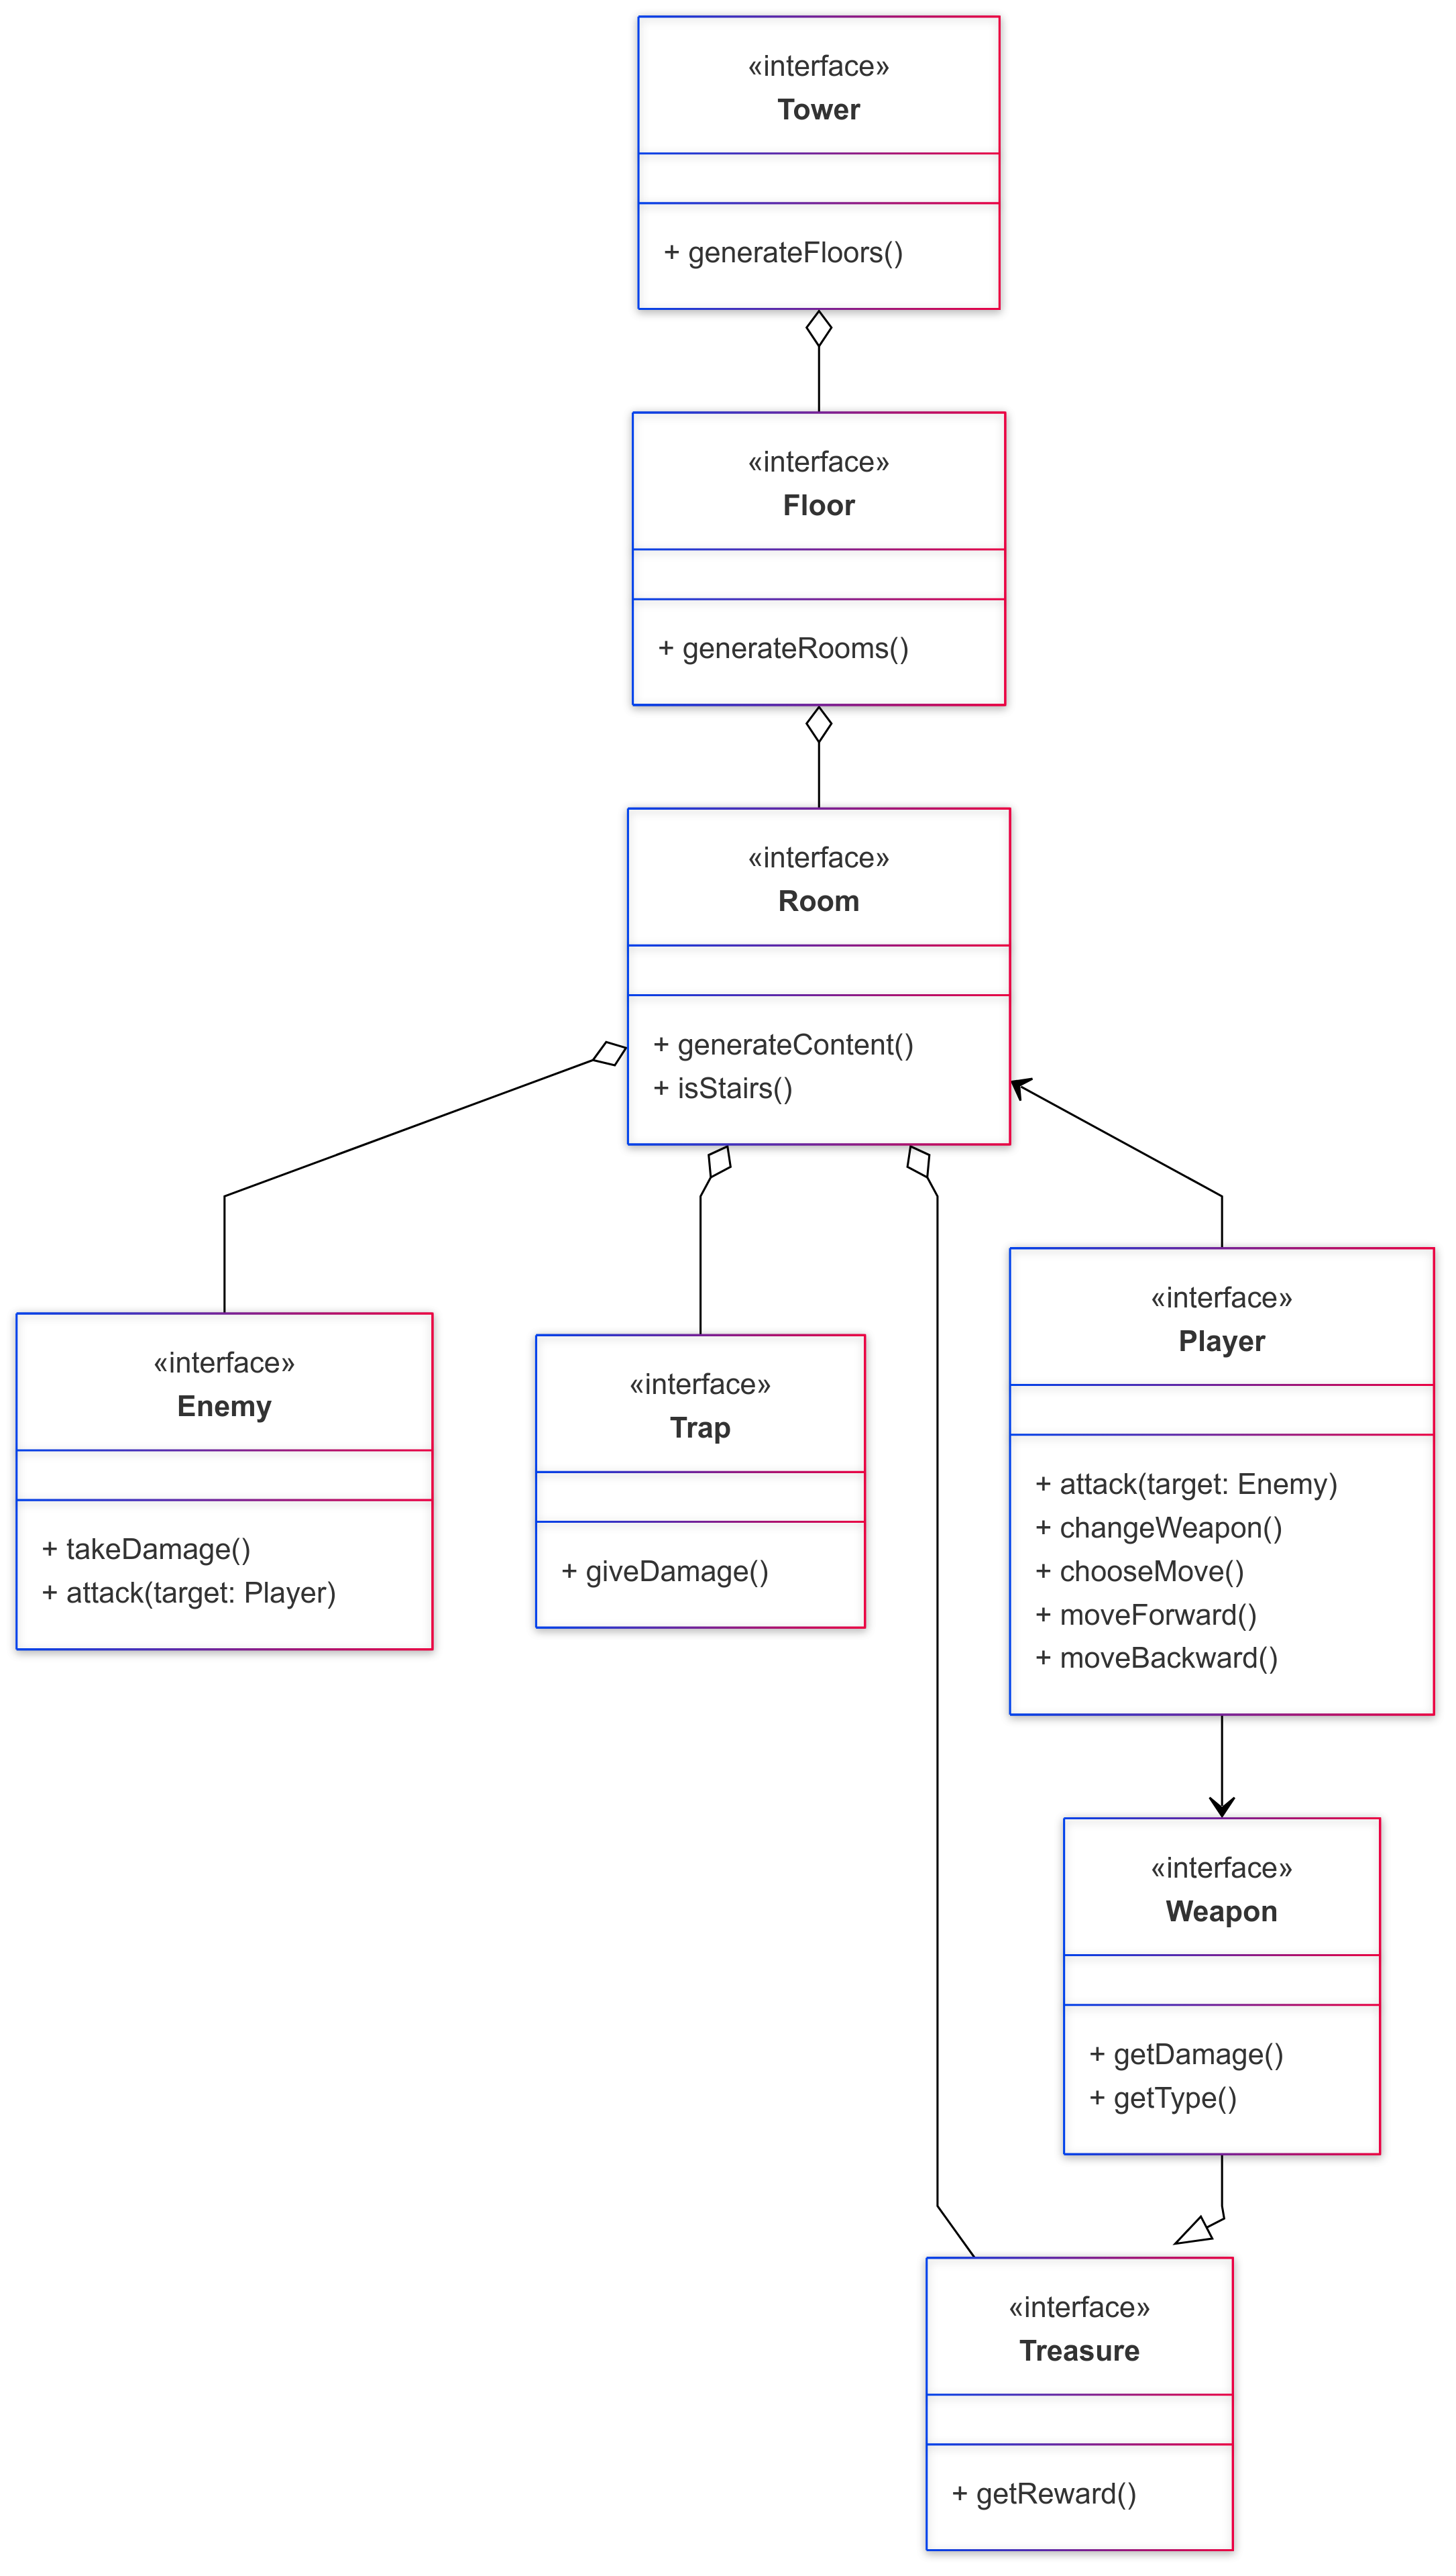 «interface»
Tower
+ generateFloors()
«interface»
Floor
+ generateRooms()
«interface»
Room
+ generateContent()
+ isStairs()
«interface»
Enemy
+ takeDamage()
+ attack(target: Player)
«interface»
Trap
+ giveDamage()
«interface»
Player
+ attack(target: Enemy)
+ changeWeapon()
+ chooseMove()
+ moveForward()
+ moveBackward()
«interface»
Weapon
+ getDamage()
+ getType()
«interface»
Treasure
+ getReward()